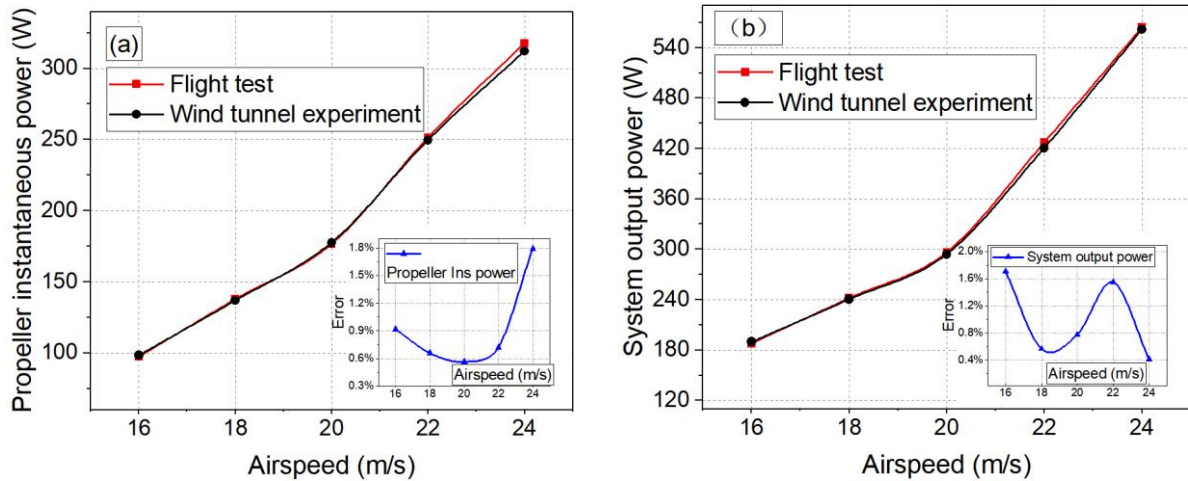 (a)
Flight test
Wind tunnel experiment
Propeller instantaneous power (W)
300
250
200
150
100
16 18 20 22 24
Airspeed (m/s)
Propeller Ins power
Error
1.8%
1.5%
1.2%
0.9%
0.6%
0.3%
Airspeed (m/s)
16 18 20 22 24
(b)
Flight test
Wind tunnel experiment
System output power (W)
540
480
420
360
300
240
180
120
16 18 20 22 24
Airspeed (m/s)
System output power
Error
2.0%
1.6%
1.2%
0.8%
0.4%
Airspeed (m/s)
16 18 20 22 24